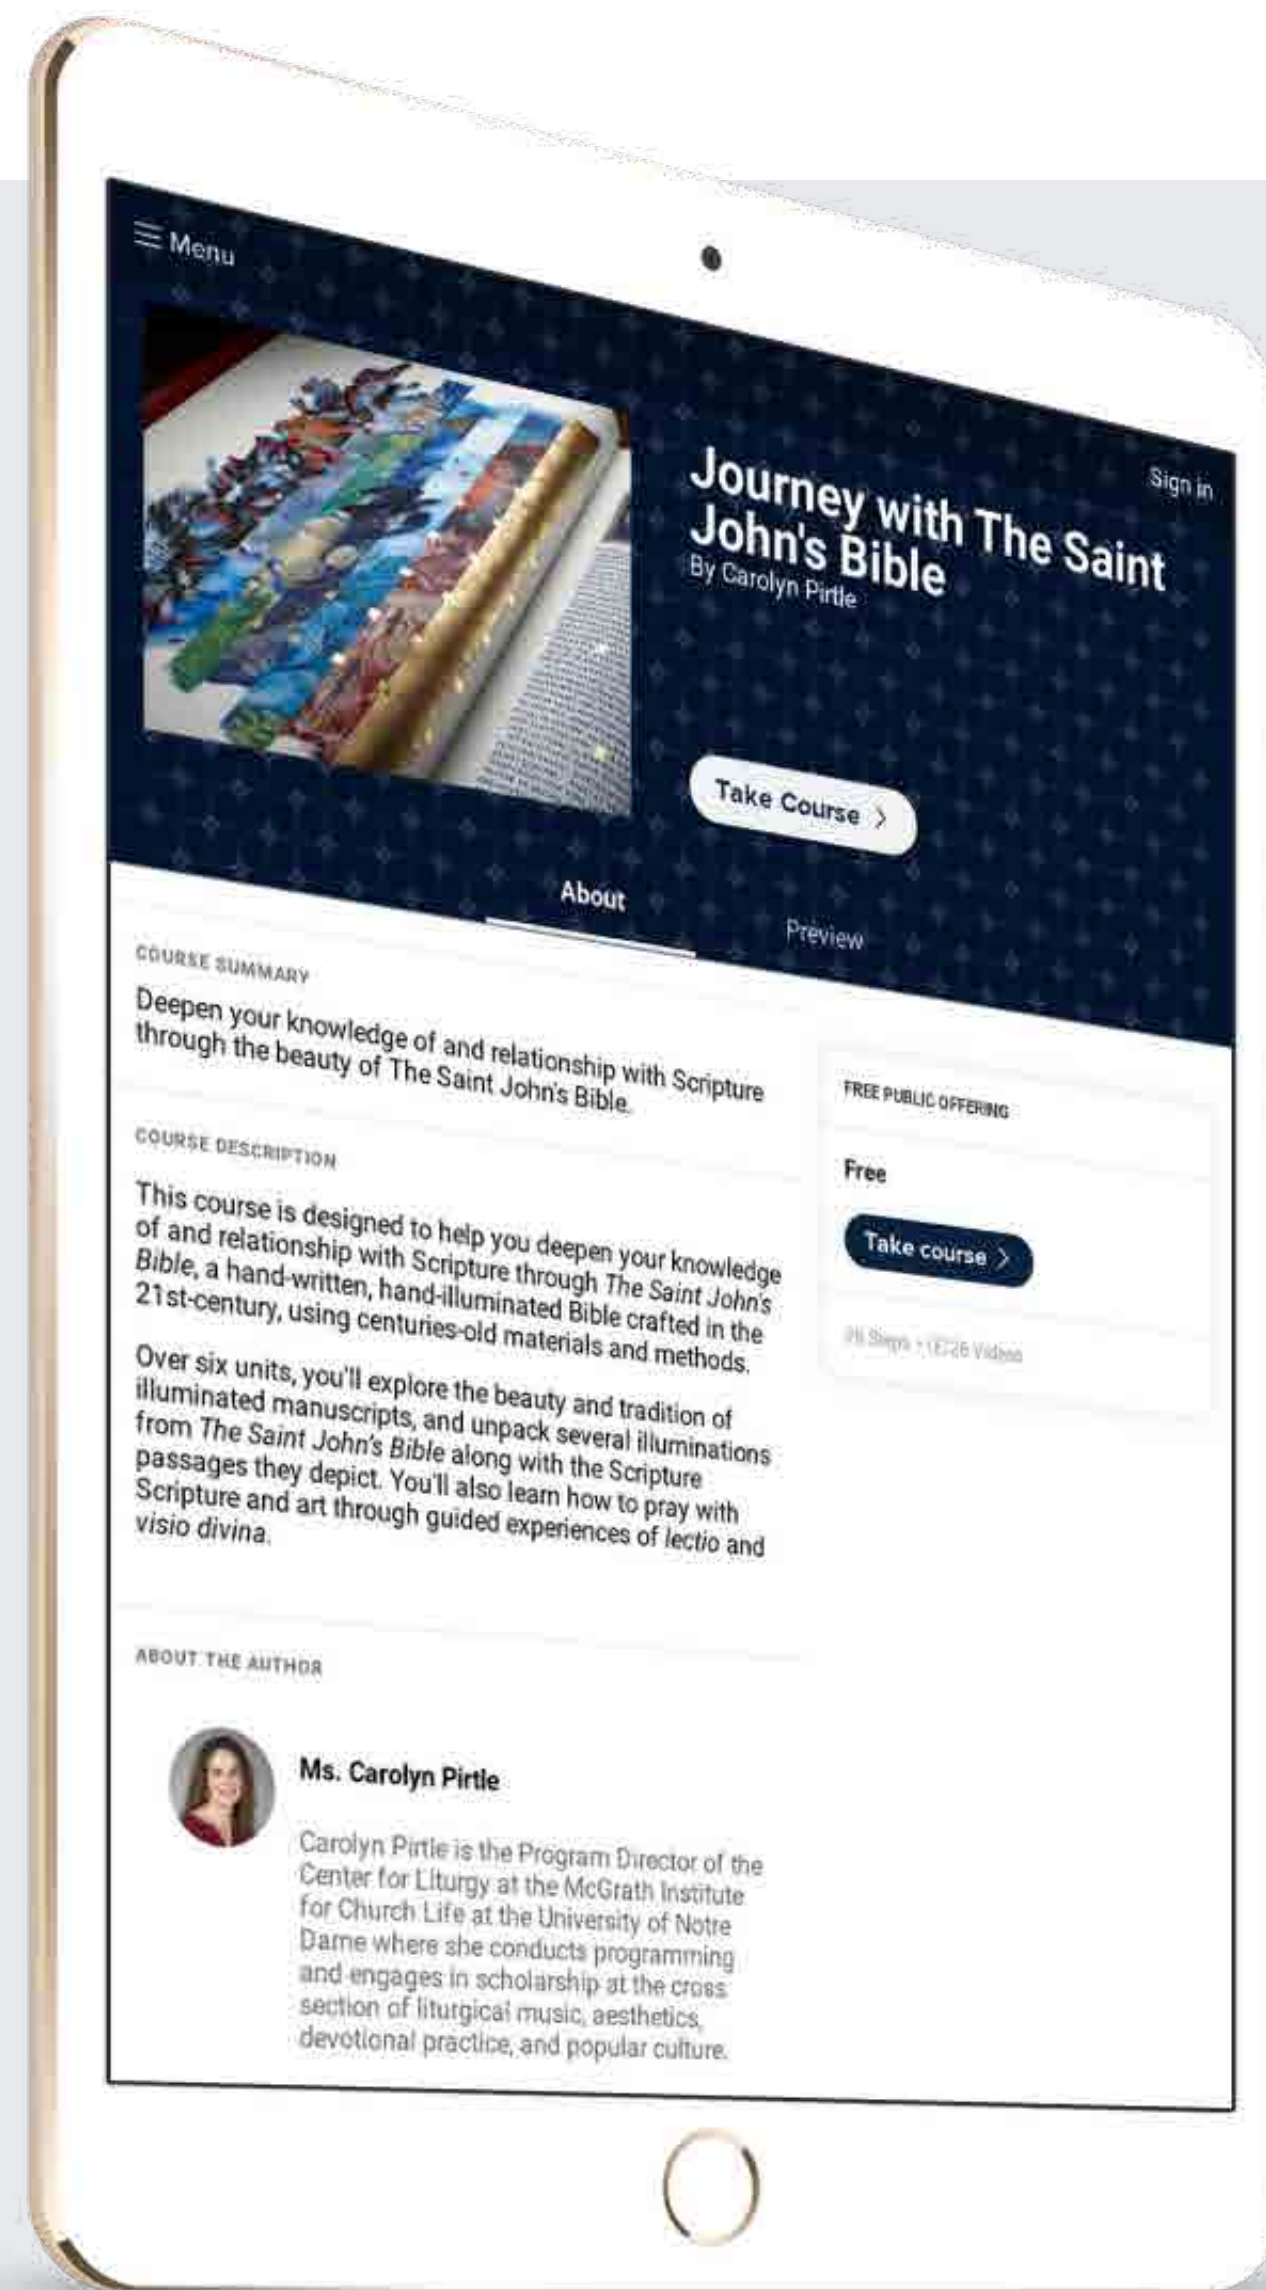 Menu
Sign in
Journey with The Saint
John's Bible
By Carolyn Pirtle
Take Course
About
Preview
COURSE SUMMARY
Deepen your knowledge of and relationship with Scripture
through the beauty of The Saint John's Bible.
COURSE DESCRIPTION
This course is designed to help you deepen your knowledge
of and relationship with Scripture through The Saint John's
Bible, a hand-written, hand-illuminated Bible crafted in the
21st-century, using centuries-old materials and methods.
Over six units, you'll explore the beauty and tradition of
illuminated manuscripts, and unpack several illuminations
from The Saint John's Bible along with the Scripture
passages they depict. You'll also learn how to pray with
Scripture and art through guided experiences of lectio and
visio divina.
ABOUT THE AUTHOR
Ms. Carolyn Pirtle
Carolyn Pirtle is the Program Director of the
Center for Liturgy at the McGrath Institute
for Church Life at the University of Notre
Dame where she conducts programming
and engages in scholarship at the cross
section of liturgical music, aesthetics,
devotional practice, and popular culture.
FREE PUBLIC OFFERING
Free
Take course
Steps
Videos